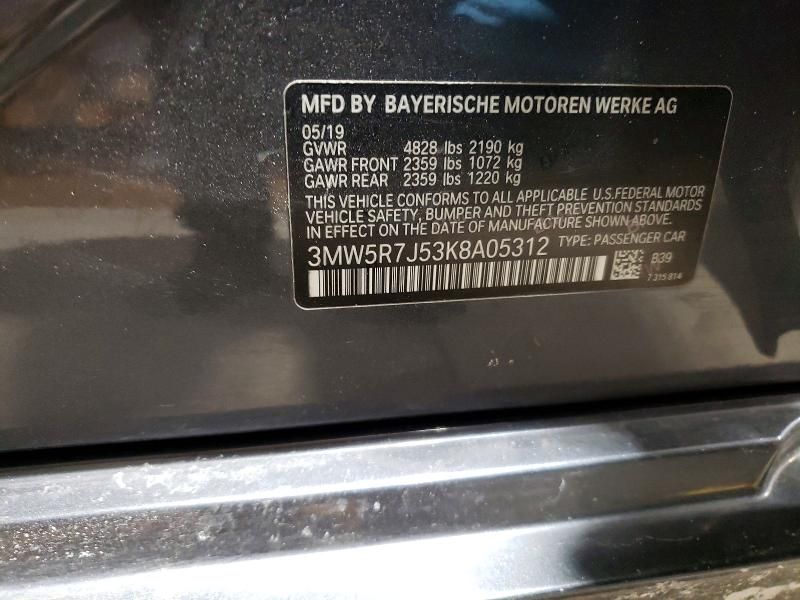 MFD BY BAYERISCHE MOTOREN WERKE AG
05/19
GVWR 4828 lbs 2190 kg
GAWR FRONT 2359 lbs 1072 kg
GAWR REAR 2359 lbs 1220 kg
THIS VEHICLE CONFORMS TO ALL APPLICABLE U.S.FEDERAL MOTOR
VEHICLE SAFETY, BUMPER AND THEFT PREVENTION STANDARDS
IN EFFECT ON THE DATE OF MANUFACTURE SHOWN ABOVE.
3MW5R7J53K8A05312 TYPE: PASSENGER CAR
B39
7315814